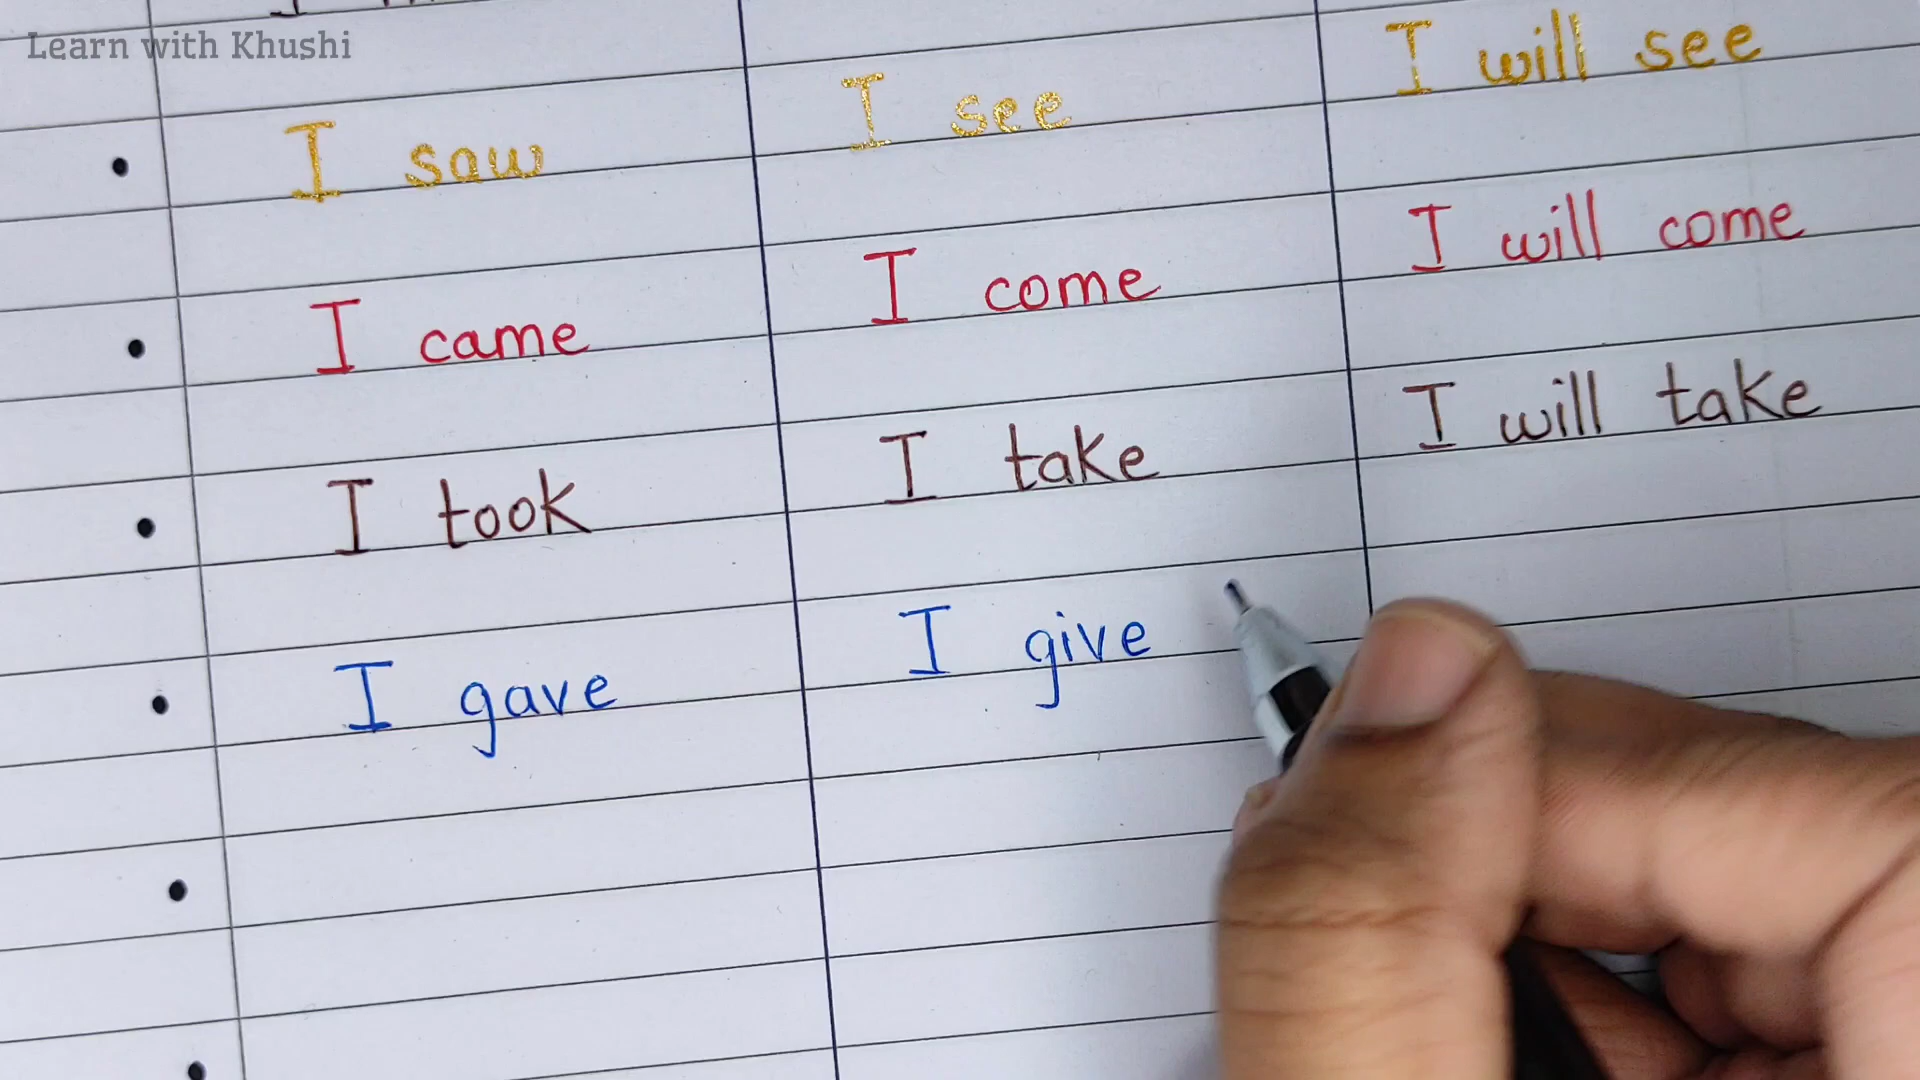 Learn with Khushi
I saw I see I will see
I came I come I will come
I took I take I will take
I gave I give